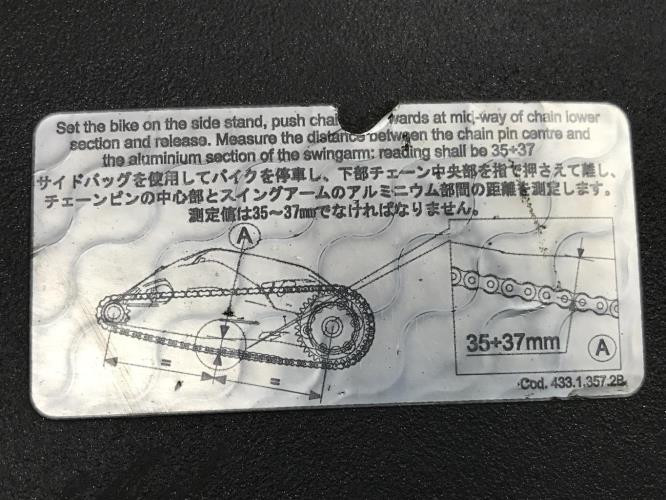 Set the bike on the side stand, push chai wards at mid-way of chain lower
section and release. Measure the distance between the chain pin centre and
the aluminium section of the swingarm: reading shall be 35÷37
サイドバッグを使用してバイクを停車し、下部チェーン中央部を指で押さえて離し、
チェーンピンの中心部とスイングアームのアルミニウム部間の距離を測定します。
測定値は35～37mmでなければなりません。
A
= =
35÷37mm
A
Cod. 433.1.357.2B